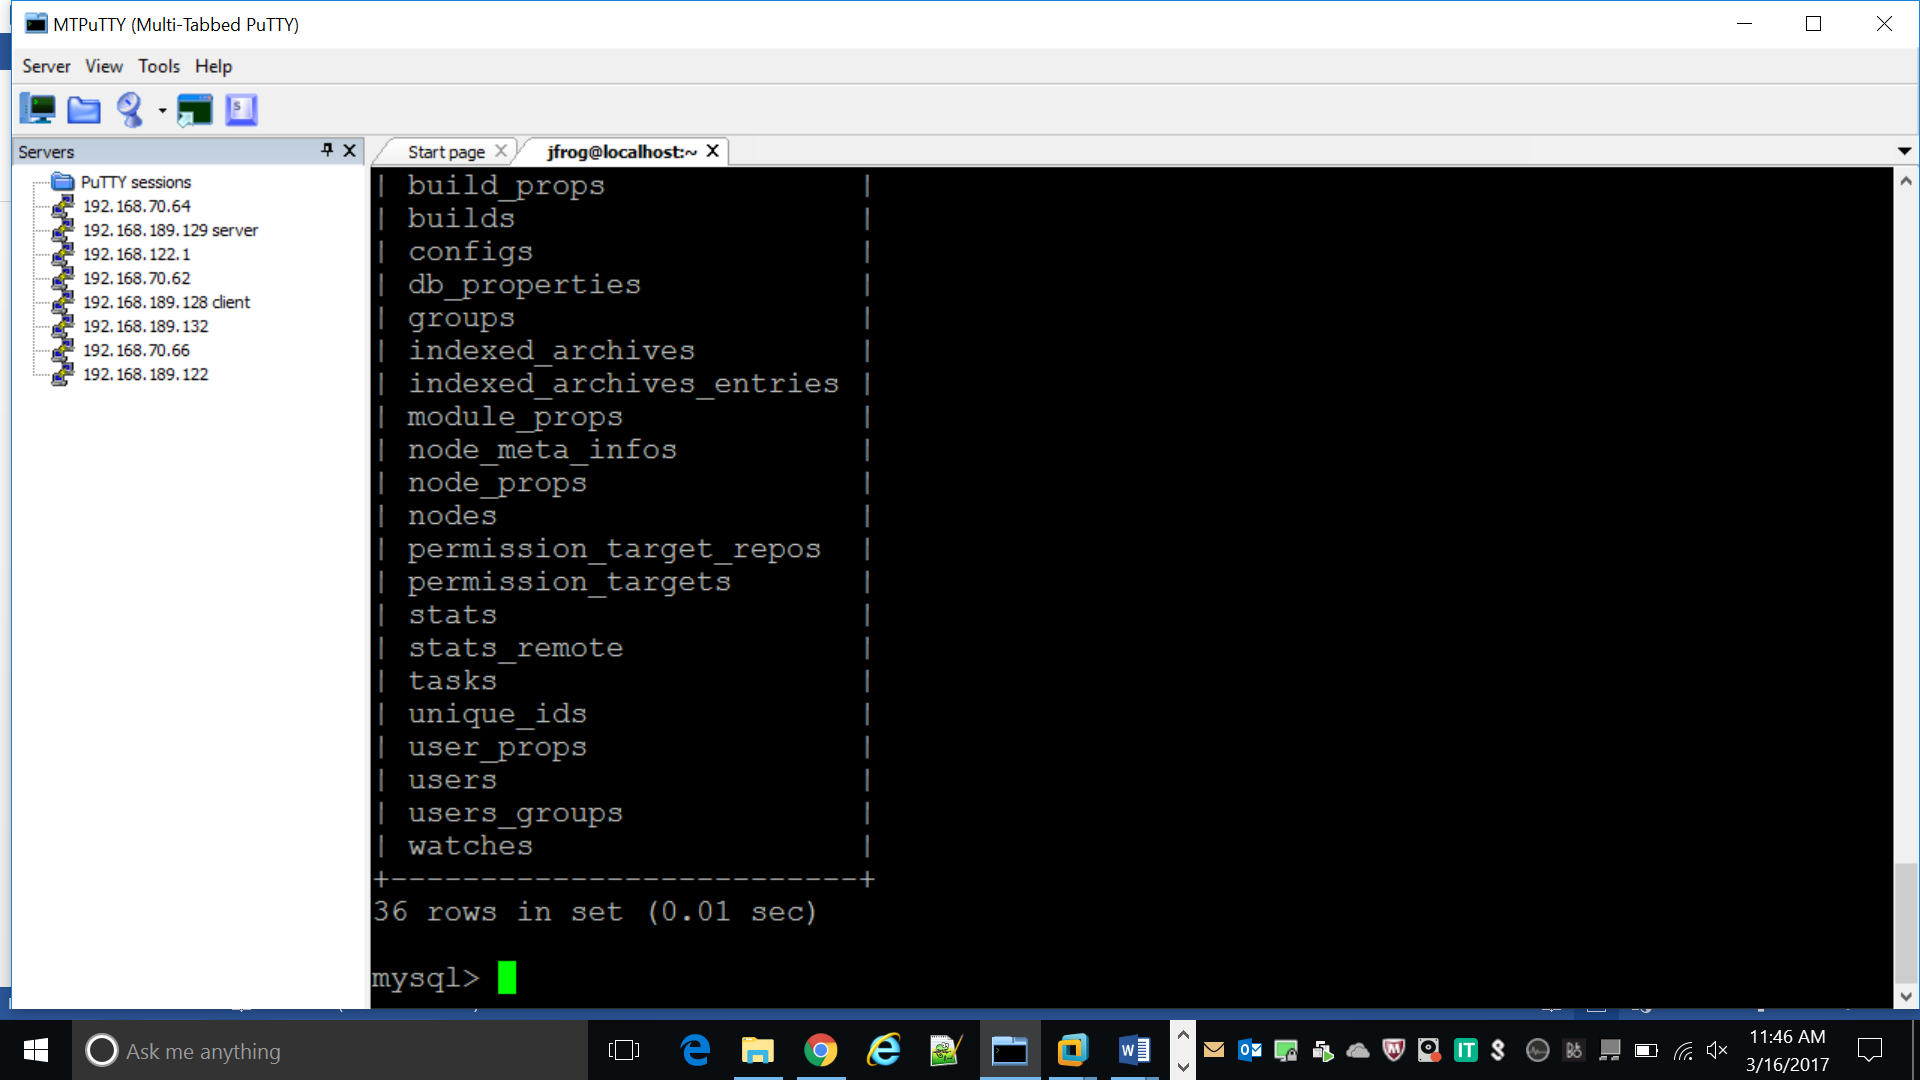 MTPuTTY (Multi-Tabbed PuTTY)
Server View Tools Help
Servers
Start page
jfrog@localhost:~
PuTTY sessions
192.168.70.64
192.168.189.129 server
192.168.122.1
192.168.70.62
192.168.189.128 client
192.168.189.132
192.168.70.66
192.168.189.122
| build_props |
| builds |
| configs |
| db_properties |
| groups |
| indexed_archives |
| indexed_archives_entries |
| module_props |
| node_meta_infos |
| node_props |
| nodes |
| permission_target_repos |
| permission_targets |
| stats |
| stats_remote |
| tasks |
| unique_ids |
| user_props |
| users |
| users_groups |
| watches |
+--------------------------+
36 rows in set (0.01 sec)
mysql>
Ask me anything
11:46 AM
3/16/2017